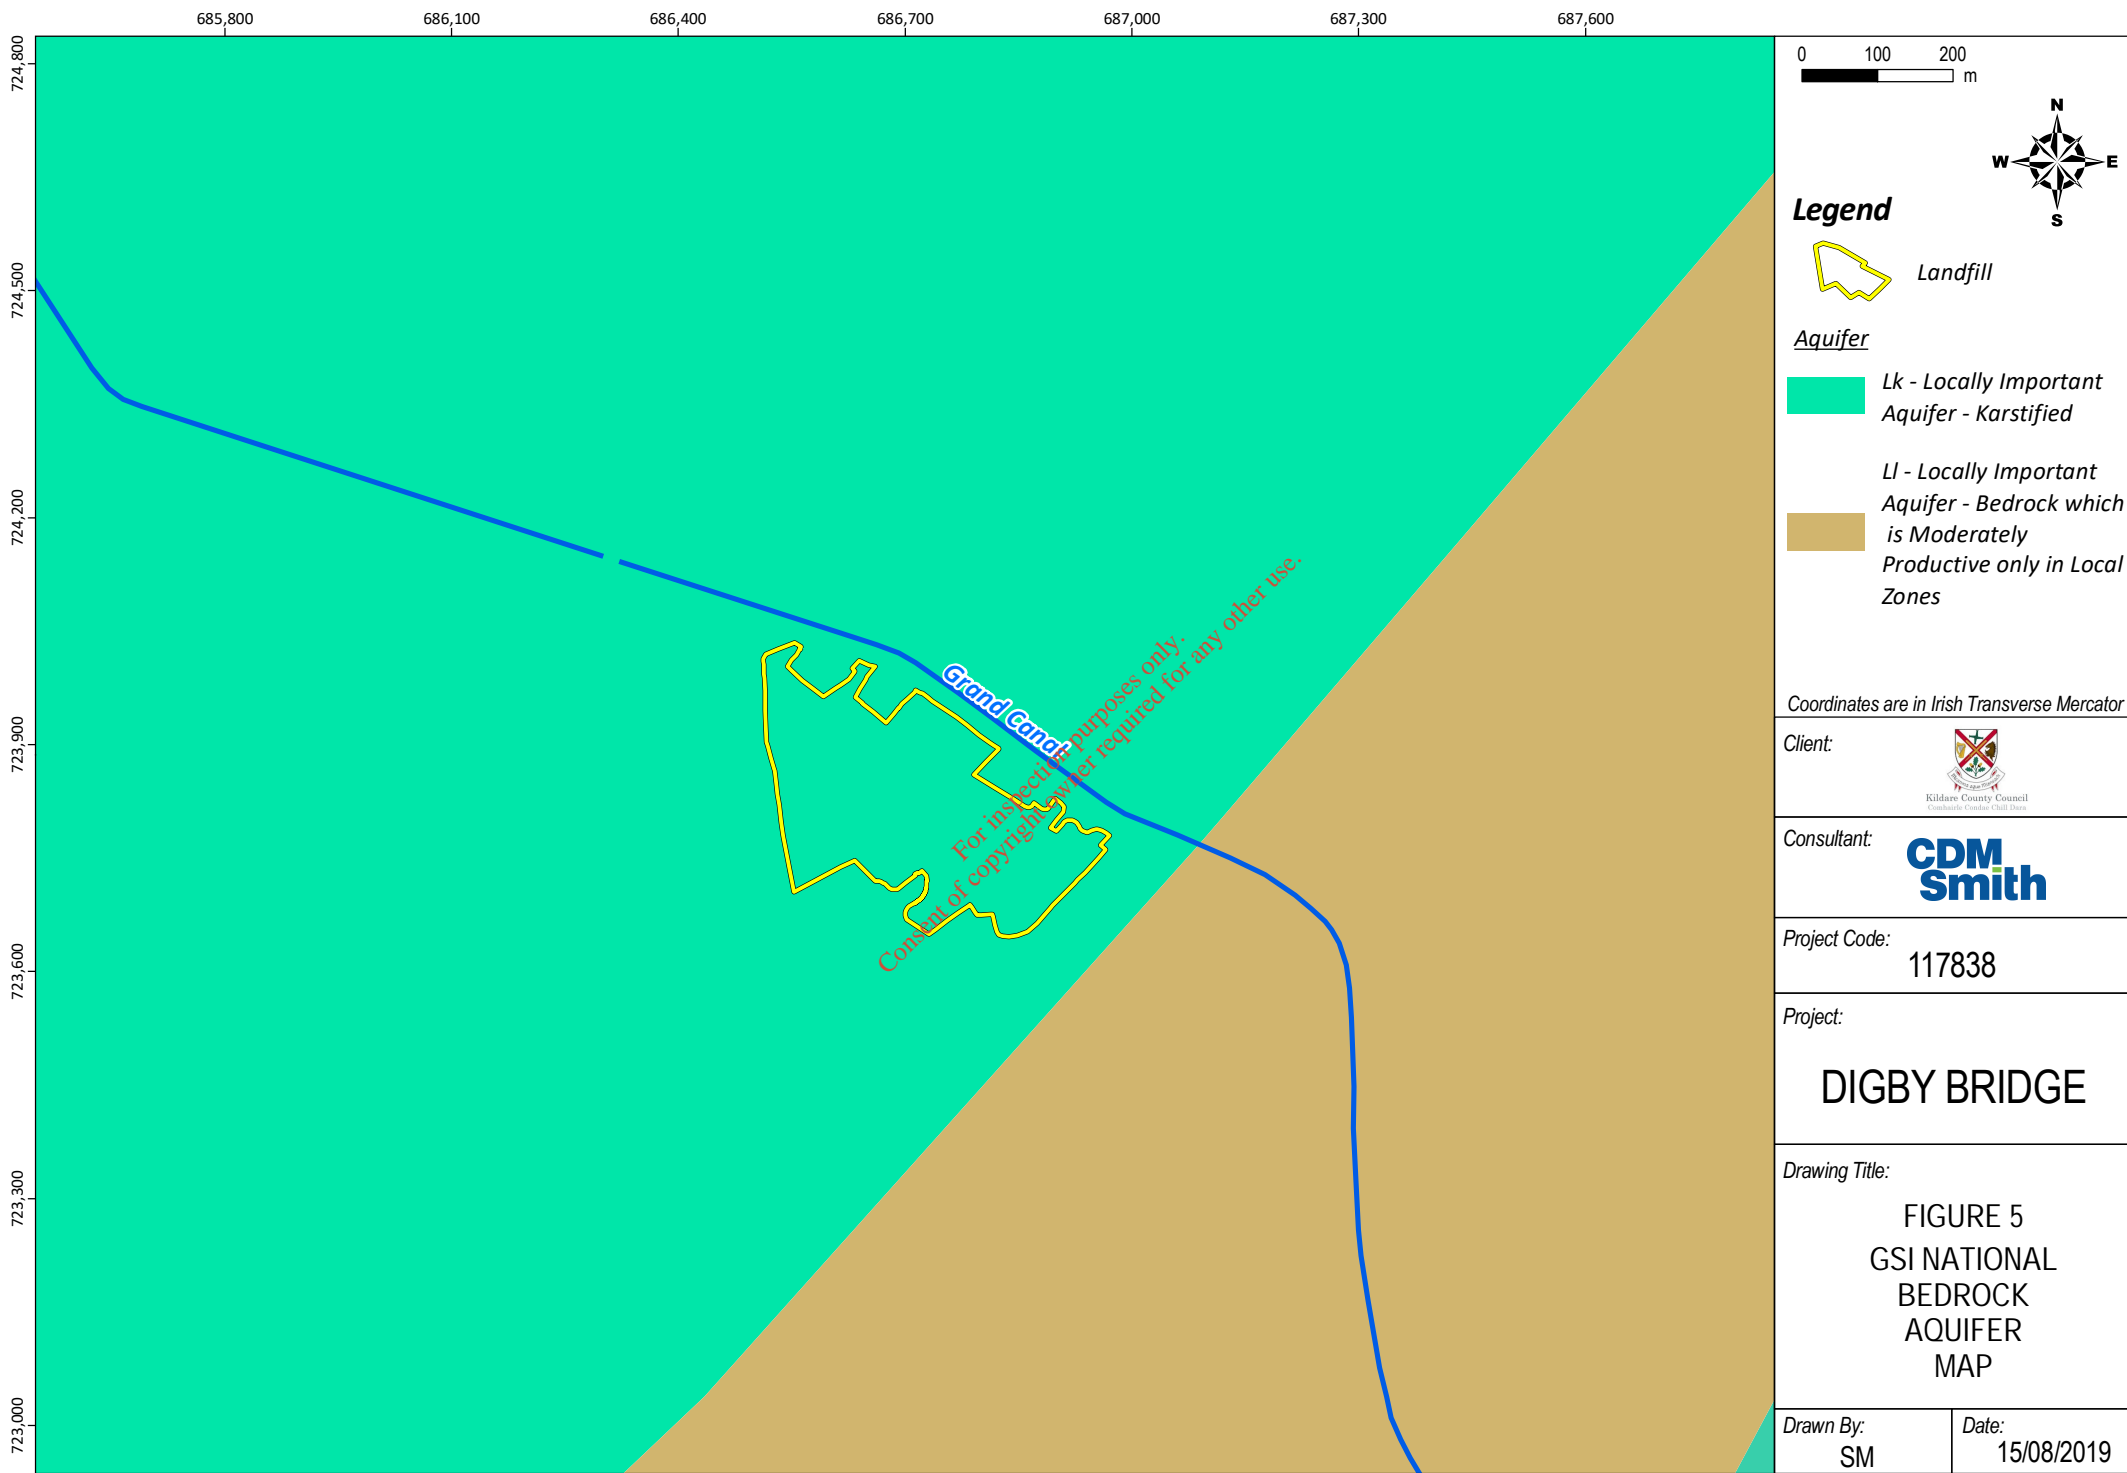 685,800
686,100
686,400
686,700
687,000
687,300
687,600
724,800
724,500
724,200
723,900
723,600
723,300
723,000
Grand Canal
For inspection purposes only.
Consent of copyright owner required for any other use.
0 100 200
m
N
W E
S
Legend
Landfill
Aquifer
Lk - Locally Important
Aquifer - Karstified
Ll - Locally Important
Aquifer - Bedrock which
is Moderately
Productive only in Local
Zones
Coordinates are in Irish Transverse Mercator
Client:
Kildare County Council
Comhairle Contae Chill Dara
Consultant:
CDM
Smith
Project Code:
117838
Project:
DIGBY BRIDGE
Drawing Title:
FIGURE 5
GSI NATIONAL
BEDROCK
AQUIFER
MAP
Drawn By:
SM
Date:
15/08/2019